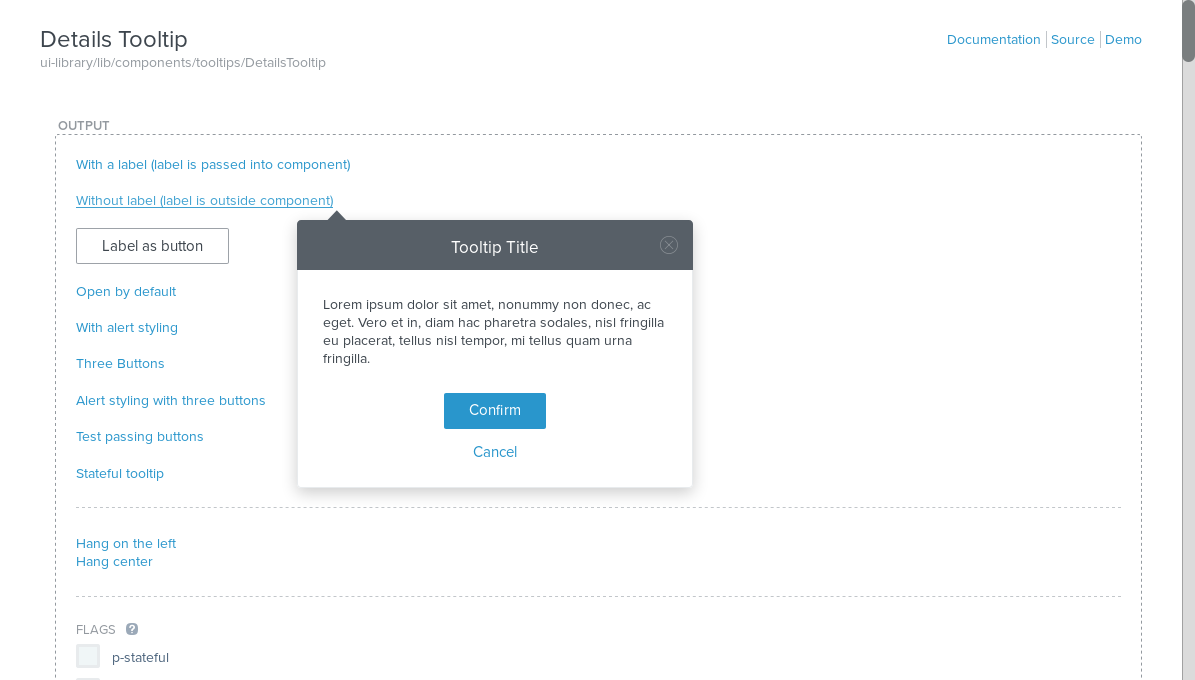 Details Tooltip
Documentation
Source
Demo
ui-library/lib/components/tooltips/DetailsTooltip
OUTPUT
With a label (label is passed into component)
Without label (label is outside component)
Label as button
Tooltip Title
Lorem ipsum dolor sit amet, nonummy non donec, ac
eget. Vero et in, diam hac pharetra sodales, nisl fringilla
eu placerat, tellus nisl tempor, mi tellus quam urna
fringilla.
Confirm
Cancel
Open by default
With alert styling
Three Buttons
Alert styling with three buttons
Test passing buttons
Stateful tooltip
Hang on the left
Hang center
FLAGS ?
p-stateful